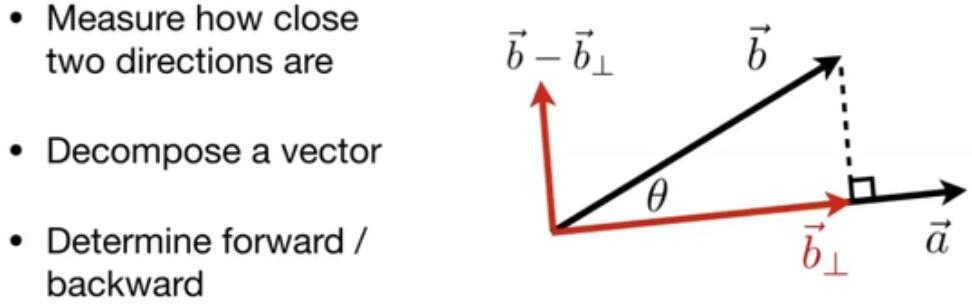 • Measure how close
two directions are
• Decompose a vector
• Determine forward /
backward
$\vec{b} - \vec{b}_\perp$
$\vec{b}$
$\theta$
$\vec{b}_\perp$
$\vec{a}$